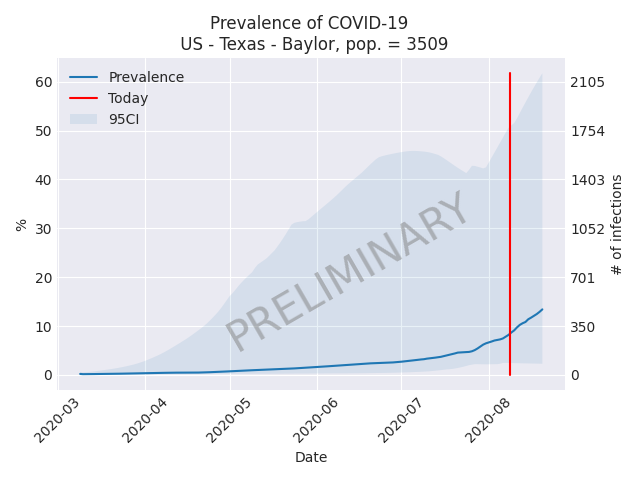 Prevalence of COVID-19
US - Texas - Baylor, pop. = 3509
Prevalence
Today
95CI
60
50
40
30
20
10
0
%
2105
1754
1403
1052
701
350
0
# of infections
PRELIMINARY
2020-03
2020-04
2020-05
2020-06
2020-07
2020-08
Date